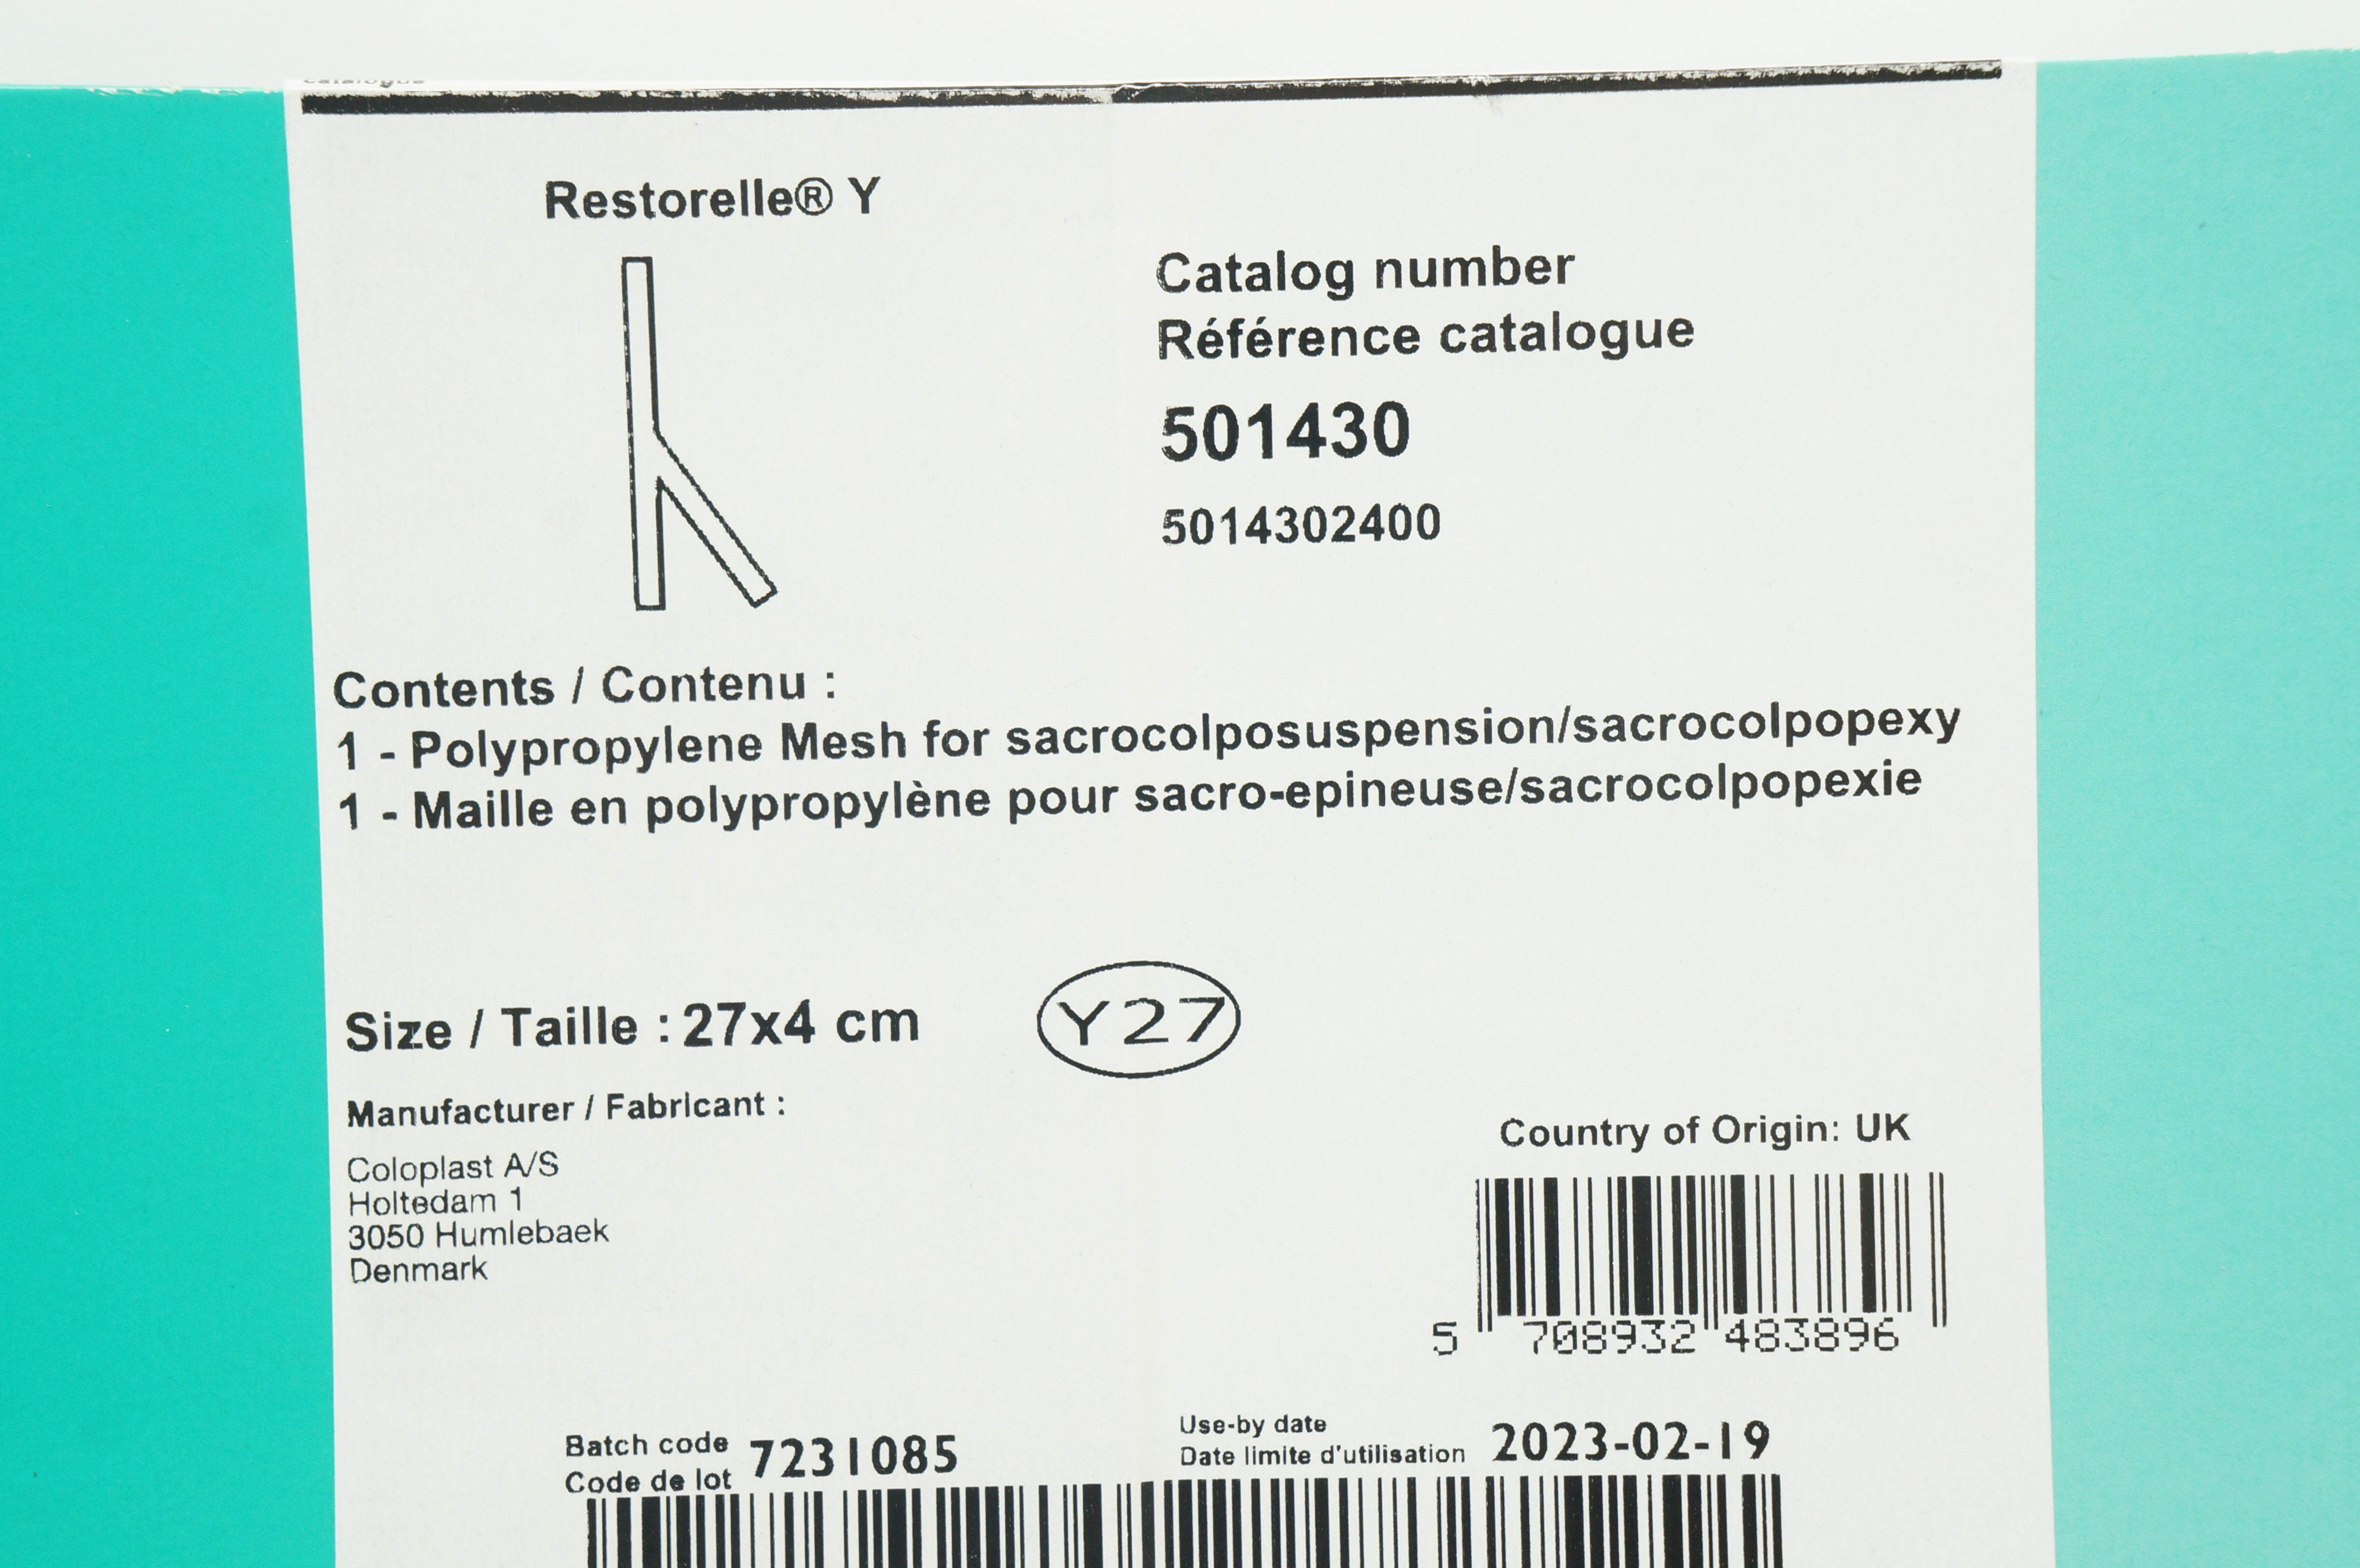 Restorelle® Y
Catalog number
Référence catalogue
501430
5014302400
Contents / Contenu :
1 - Polypropylene Mesh for sacrocolposuspension/sacrocolpopexy
1 - Maille en polypropylène pour sacro-epineuse/sacrocolpopexie
Size / Taille : 27x4 cm
Y27
Manufacturer / Fabricant :
Coloplast A/S
Holtedam 1
3050 Humlebaek
Denmark
Country of Origin: UK
5 708932 483896
Batch code
Code de lot
7231085
Use-by date
Date limite d'utilisation
2023-02-19